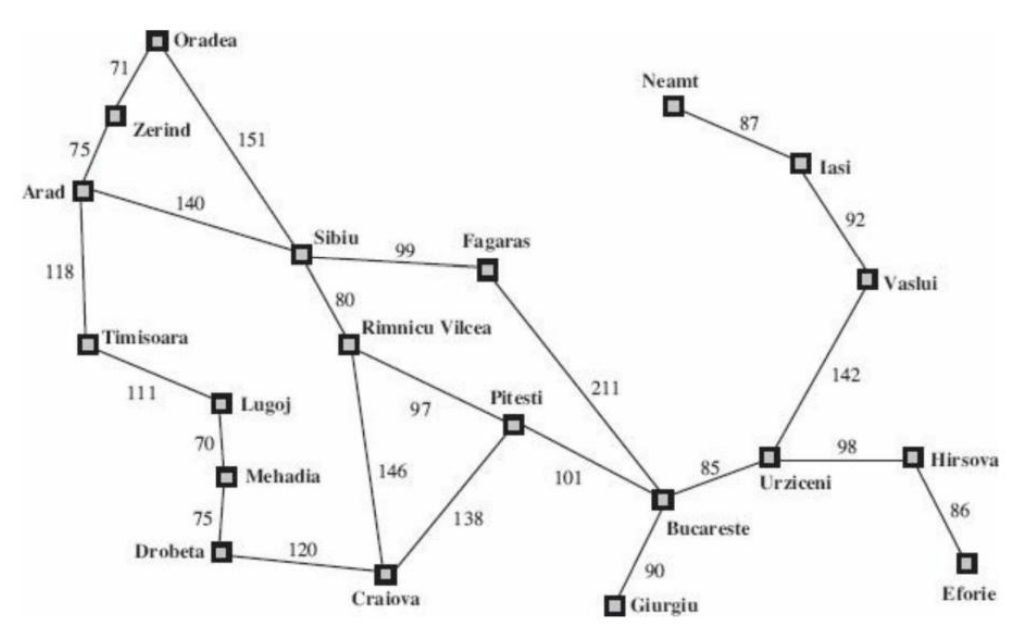 Oradea
71
Neamt
Zerind
87
75
151
Iasi
Arad
140
92
Sibiu
Fagaras
99
118
Vaslui
80
Timisoara
Rimnicu Vilcea
142
111
211
Lugoj
97
Pitesti
70
98
Mehadia
146
101
85
Urziceni
Hirsova
75
138
86
Drobeta
120
Bucareste
Craiova
90
Giurgiu
Eforie